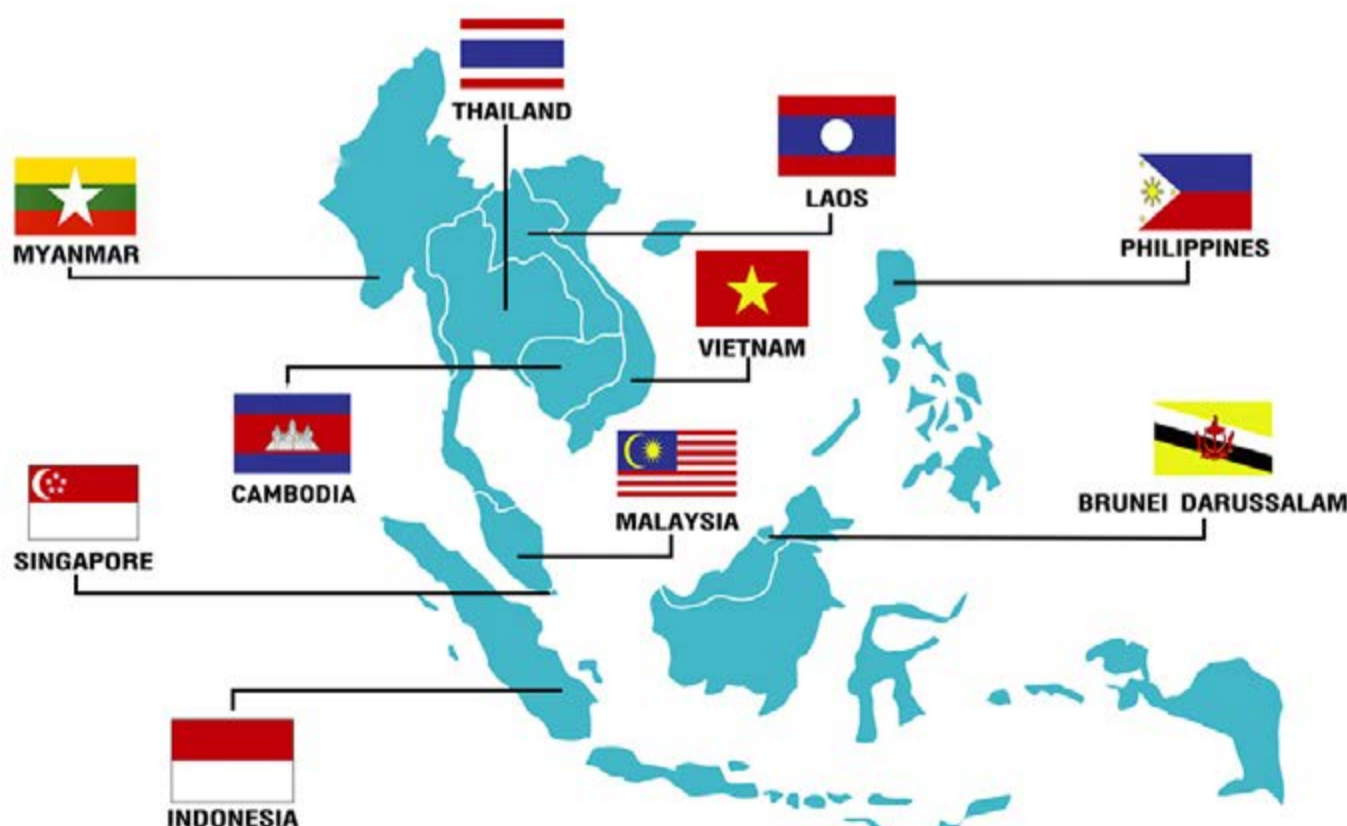 THAILAND
LAOS
MYANMAR
PHILIPPINES
VIETNAM
CAMBODIA
MALAYSIA
BRUNEI DARUSSALAM
SINGAPORE
INDONESIA